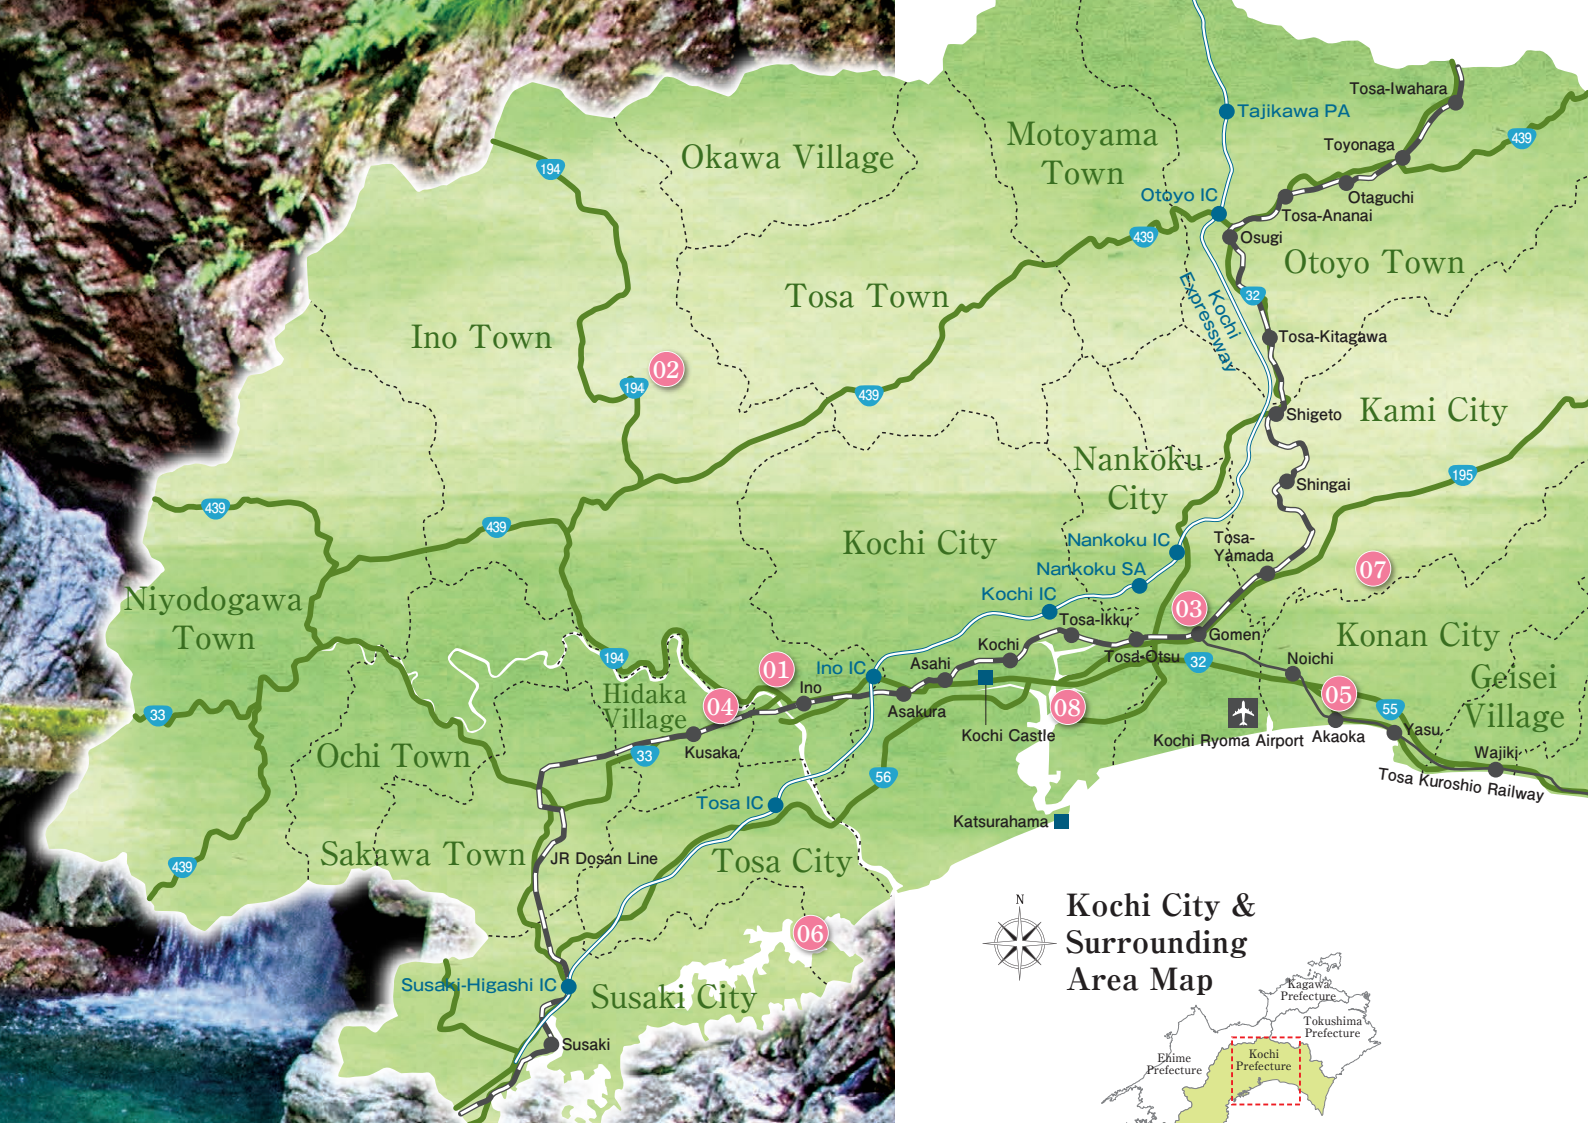 Tosa-Iwahara
Tajikawa PA
439
Toyonaga
Motoyama
Town
Okawa Village
194
Otoyo IC
Otaguchi
Tosa-Ananai
439
Osugi
Otoyo Town
Tosa Town
32
Kochi
Expressway
Ino Town
Tosa-Kitagawa
02
194
439
Shigeto
Kami City
Nankoku
City
195
Shingai
439
439
Kochi City
Nankoku IC
Tosa-
Yamada
Nankoku SA
07
Kochi IC
Niyodogawa
Town
03
Tosa-Ikku
Gomen
Konan City
Kochi
Tosa-Otsu
32
Noichi
194
01
Ino IC
Asahi
Ino
Geisei
Village
Hidaka
Village
04
Asakura
08
05
55
33
Kochi Castle
Kochi Ryoma Airport
Akaoka
Yasu
Kusaka
33
Ochi Town
Wajiki
56
Tosa Kuroshio Railway
Tosa IC
Katsurahama
Sakawa Town
JR Dosan Line
Tosa City
439
06
N
Kochi City &
Surrounding
Area Map
Susaki-Higashi IC
Susaki City
Susaki
Kagawa
Prefecture
Tokushima
Prefecture
Ehime
Prefecture
Kochi
Prefecture